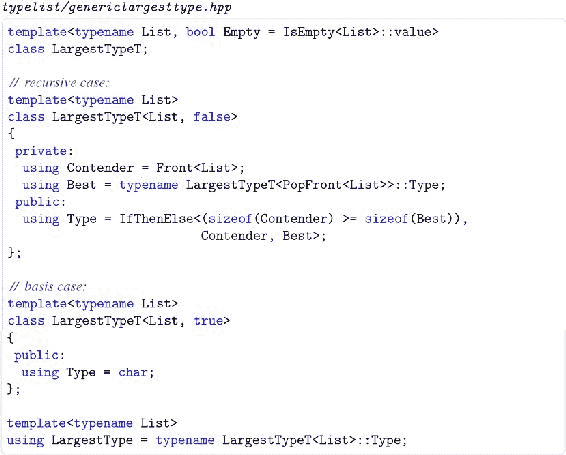 typelist/genericlargesttype.hpp
template<typename List, bool Empty = IsEmpty<List>::value>
class LargestTypeT;
// recursive case:
template<typename List>
class LargestTypeT<List, false>
{
private:
using Contender = Front<List>;
using Best = typename LargestTypeT<PopFront<List>>::Type;
public:
using Type = IfThenElse<(sizeof(Contender) >= sizeof(Best)),
Contender, Best>;
};
// basis case:
template<typename List>
class LargestTypeT<List, true>
{
public:
using Type = char;
};
template<typename List>
using LargestType = typename LargestTypeT<List>::Type;